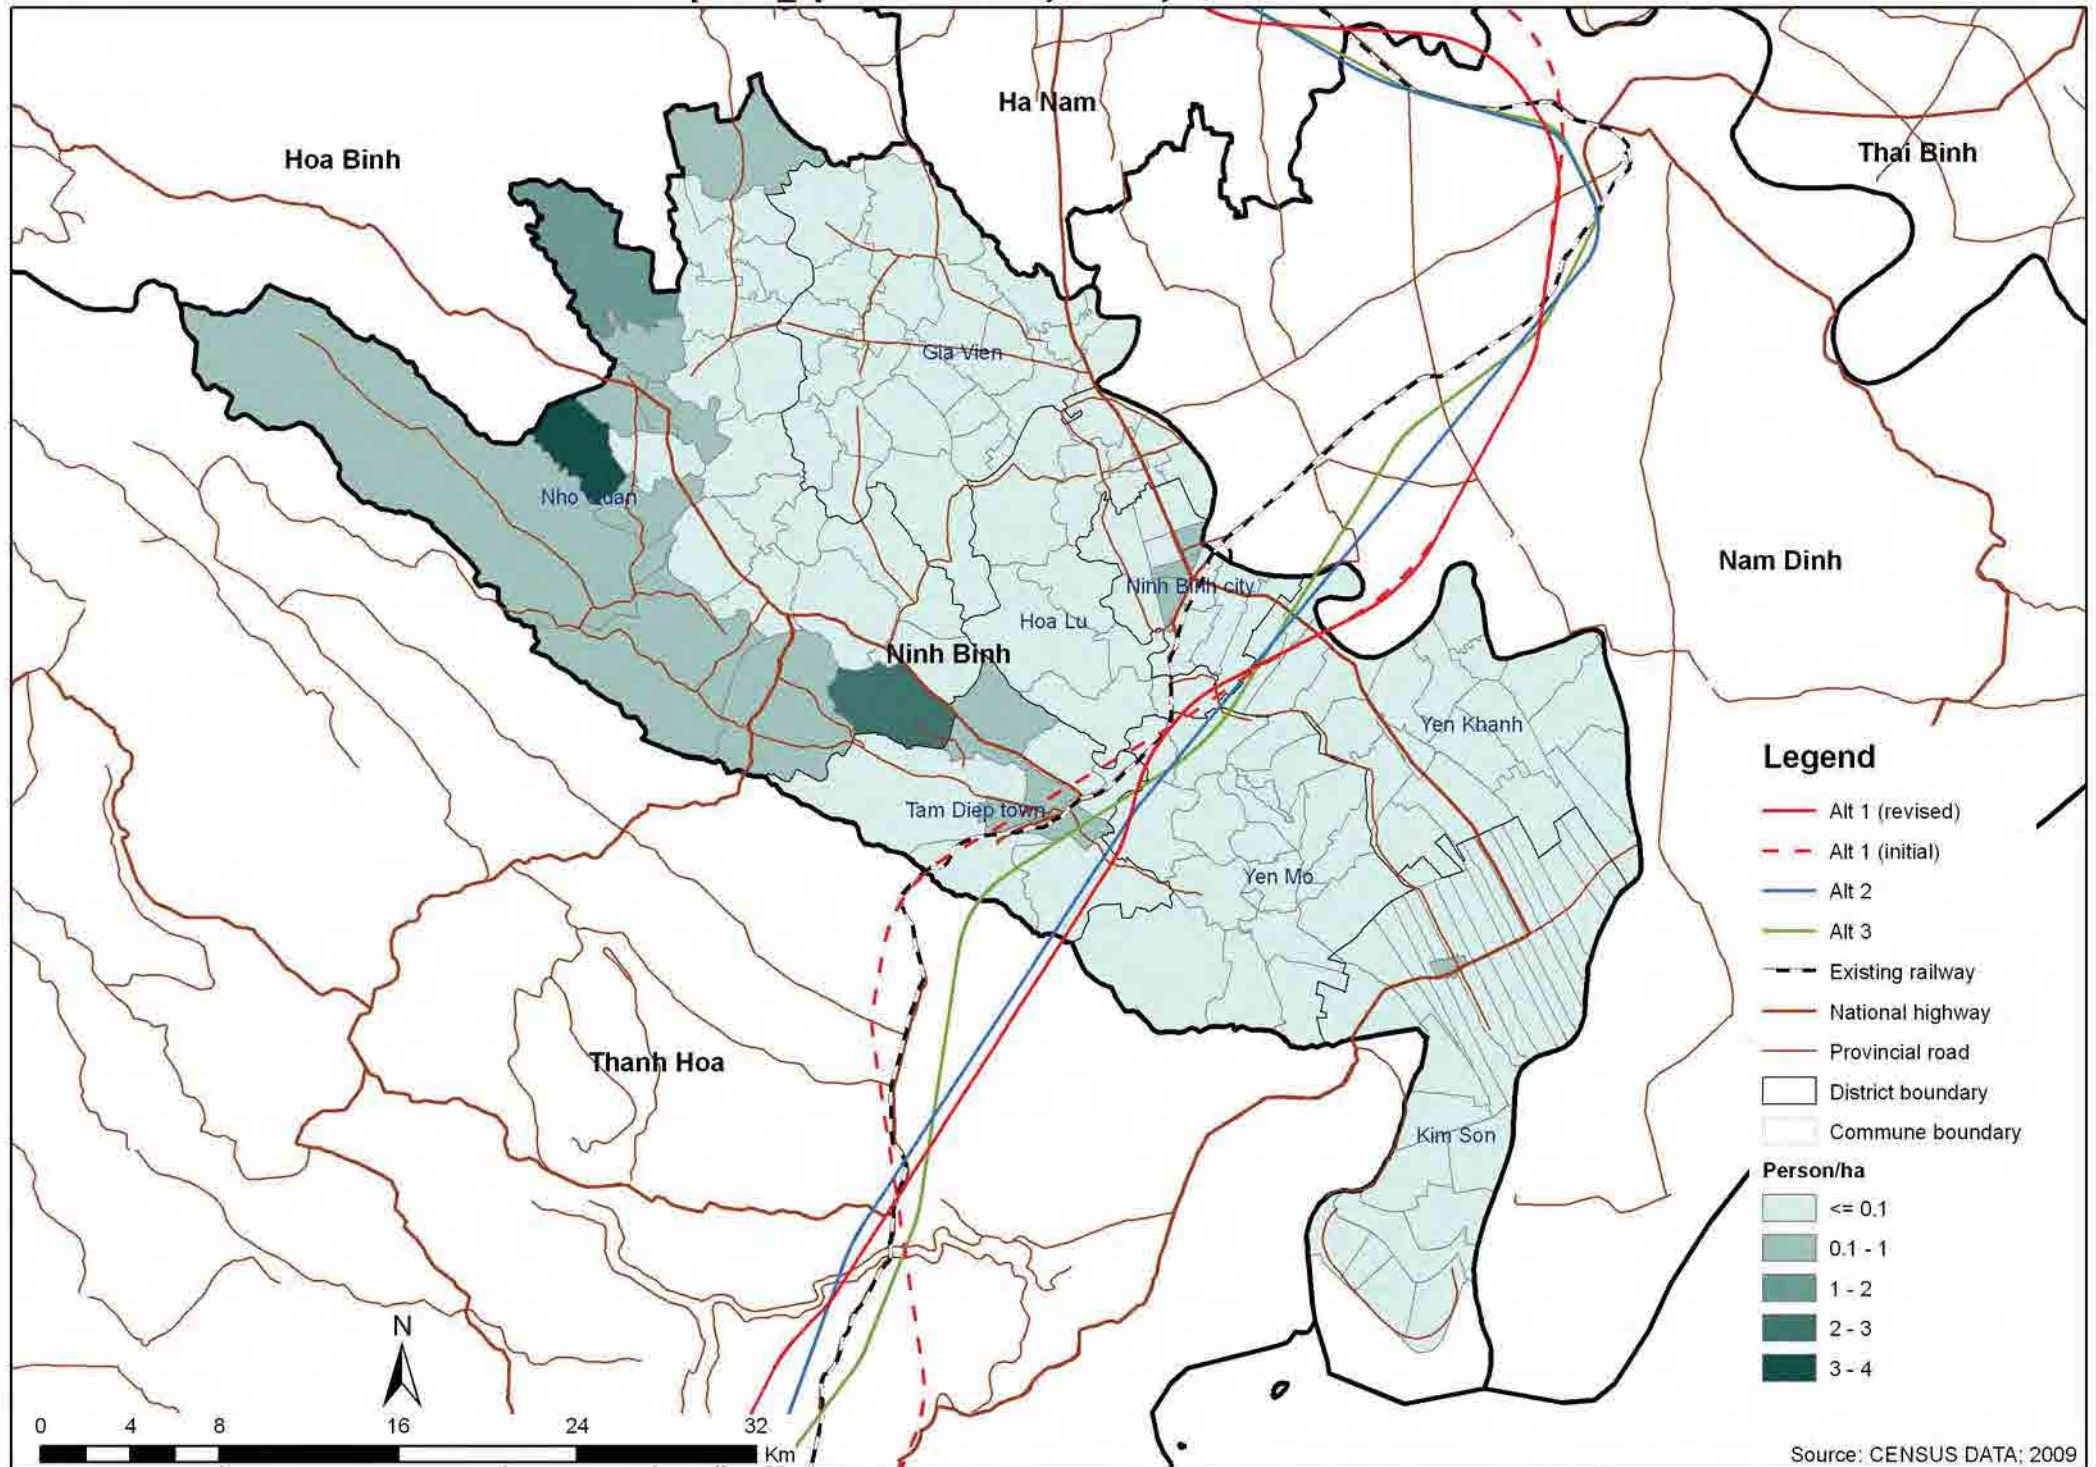 Ha Nam
Hoa Binh
Thai Binh
Gia Vien
Nho Quan
Nam Dinh
Ninh Binh city
Hoa Lu
Ninh Binh
Yen Khanh
Tam Diep town
Yen Mo
Thanh Hoa
Kim Son
Legend
Alt 1 (revised)
Alt 1 (initial)
Alt 2
Alt 3
Existing railway
National highway
Provincial road
District boundary
Commune boundary
Person/ha
<= 0.1
0.1 - 1
1 - 2
2 - 3
3 - 4
N
0 4 8 16 24 32
Km
Source: CENSUS DATA; 2009